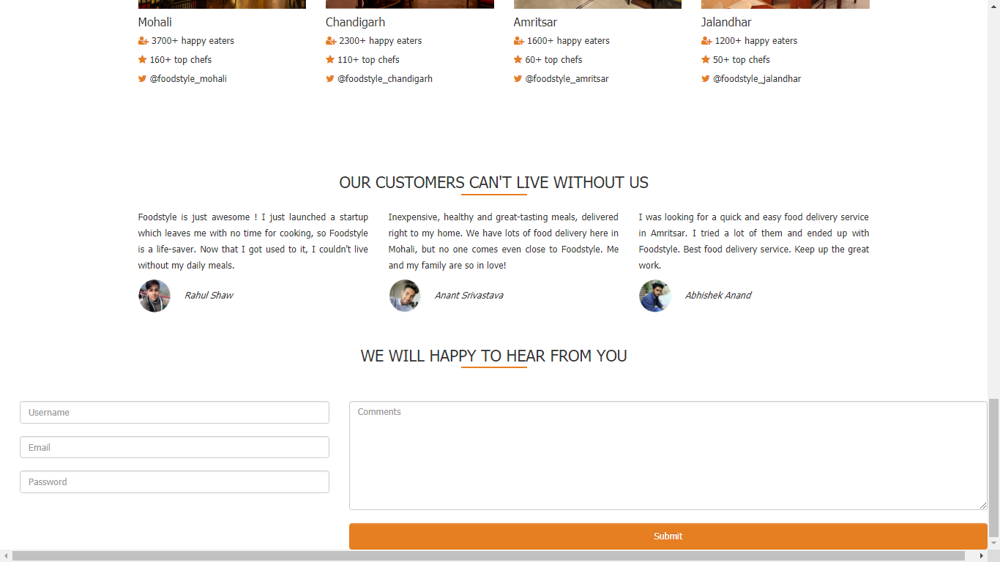 Mohali
3700+ happy eaters
160+ top chefs
@foodstyle_mohali
Chandigarh
2300+ happy eaters
110+ top chefs
@foodstyle_chandigarh
Amritsar
1600+ happy eaters
60+ top chefs
@foodstyle_amritsar
Jalandhar
1200+ happy eaters
50+ top chefs
@foodstyle_jalandhar
OUR CUSTOMERS CAN'T LIVE WITHOUT US
Foodstyle is just awesome ! I just launched a startup
which leaves me with no time for cooking, so Foodstyle
is a life-saver. Now that I got used to it, I couldn't live
without my daily meals.
Rahul Shaw
Inexpensive, healthy and great-tasting meals, delivered
right to my home. We have lots of food delivery here in
Mohali, but no one comes even close to Foodstyle. Me
and my family are so in love!
Anant Srivastava
I was looking for a quick and easy food delivery service
in Amritsar. I tried a lot of them and ended up with
Foodstyle. Best food delivery service. Keep up the great
work.
Abhishek Anand
WE WILL HAPPY TO HEAR FROM YOU
Username
Email
Password
Comments
Submit